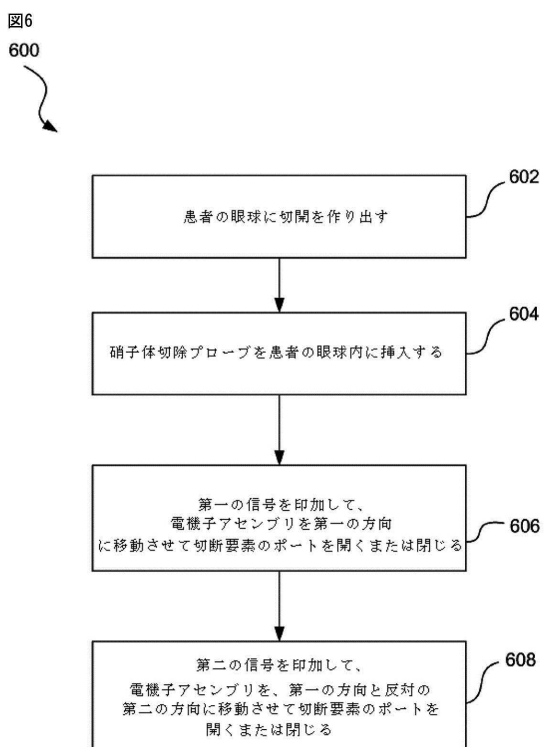 図6
600
602
患者の眼球に切開を作り出す
604
硝子体切除プローブを患者の眼球内に挿入する
第一の信号を印加して、
電機子アセンブリを第一の方向
に移動させて切断要素のポートを開くまたは閉じる
606
第二の信号を印加して、
電機子アセンブリを、第一の方向と反対の
第二の方向に移動させて切断要素のポートを
開くまたは閉じる
608